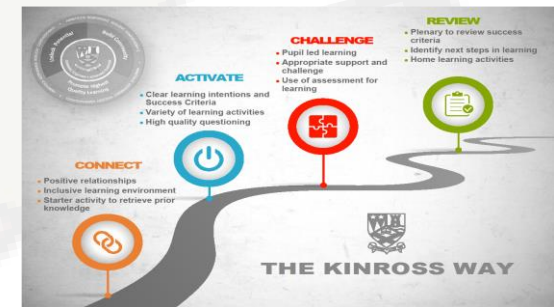 CONNECT
• Positive relationships
• Inclusive learning environment
• Starter activity to retrieve prior
knowledge
ACTIVATE
• Clear learning intentions and
Success Criteria
• Variety of learning activities
• High quality questioning
CHALLENGE
• Pupil led learning
• Appropriate support and
challenge
• Use of assessment for
learning
REVIEW
• Plenary to review success
criteria
• Identify next steps in learning
• Home learning activities
THE KINROSS WAY